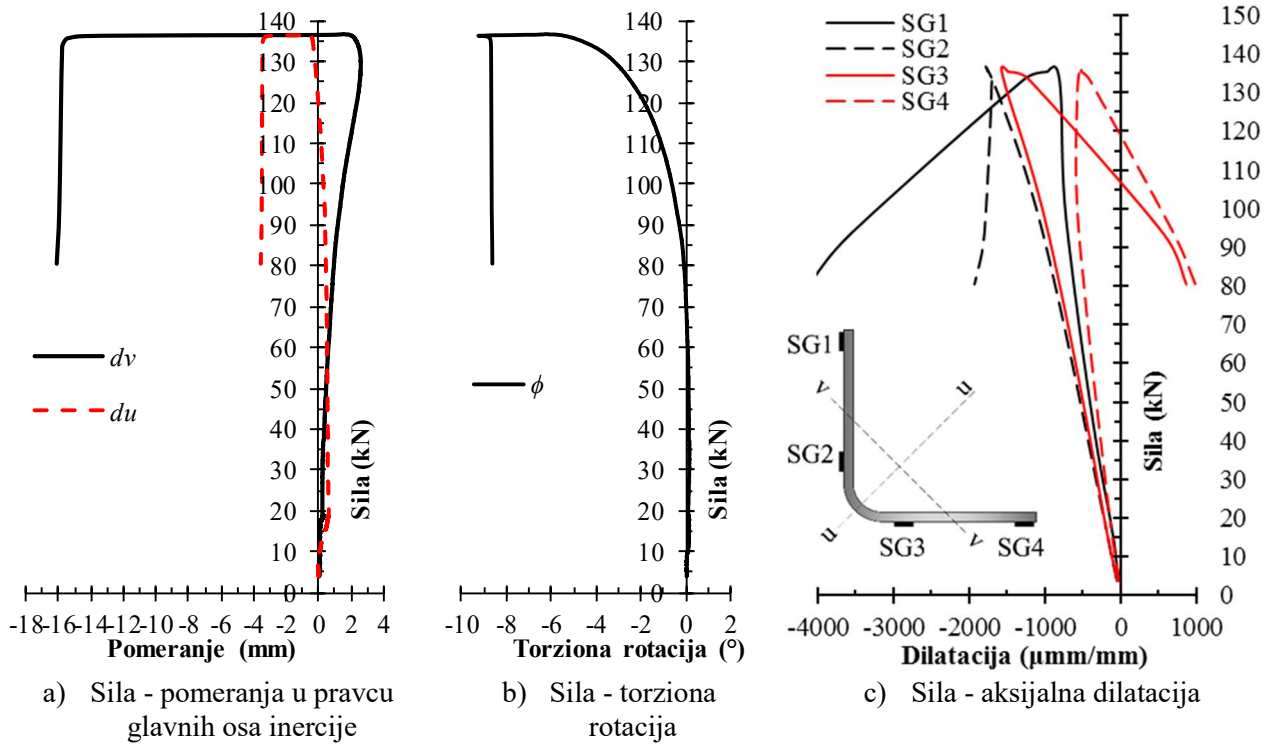 140
130
120
110
100
90
80
70
60
50
40
30
20
10
0
Sila (kN)
dv
du
-18 -16 -14 -12 -10 -8 -6 -4 -2 0 2 4
Pomeranje (mm)
a) Sila - pomeranja u pravcu
glavnih osa inercije
140
130
120
110
100
90
80
70
60
50
40
30
20
10
0
Sila (kN)
ϕ
-10 -8 -6 -4 -2 0 2
Torziona rotacija (°)
b) Sila - torziona
rotacija
SG1
SG2
SG3
SG4
150
140
130
120
110
100
90
80
70
60
50
40
30
20
10
0
Sila (kN)
SG1
v
u
SG2
u
SG3
v
SG4
-4000 -3000 -2000 -1000 0 1000
Dilatacija (μmm/mm)
c) Sila - aksijalna dilatacija